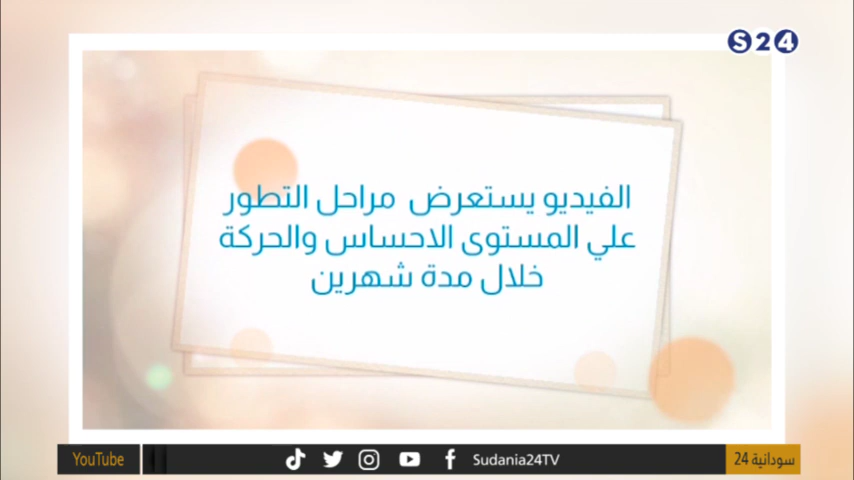 S24
الفيديو يستعرض مراحل التطور
علي المستوى الاحساس والحركة
خلال مدة شهرين
YouTube
Sudania24TV
سودانية 24